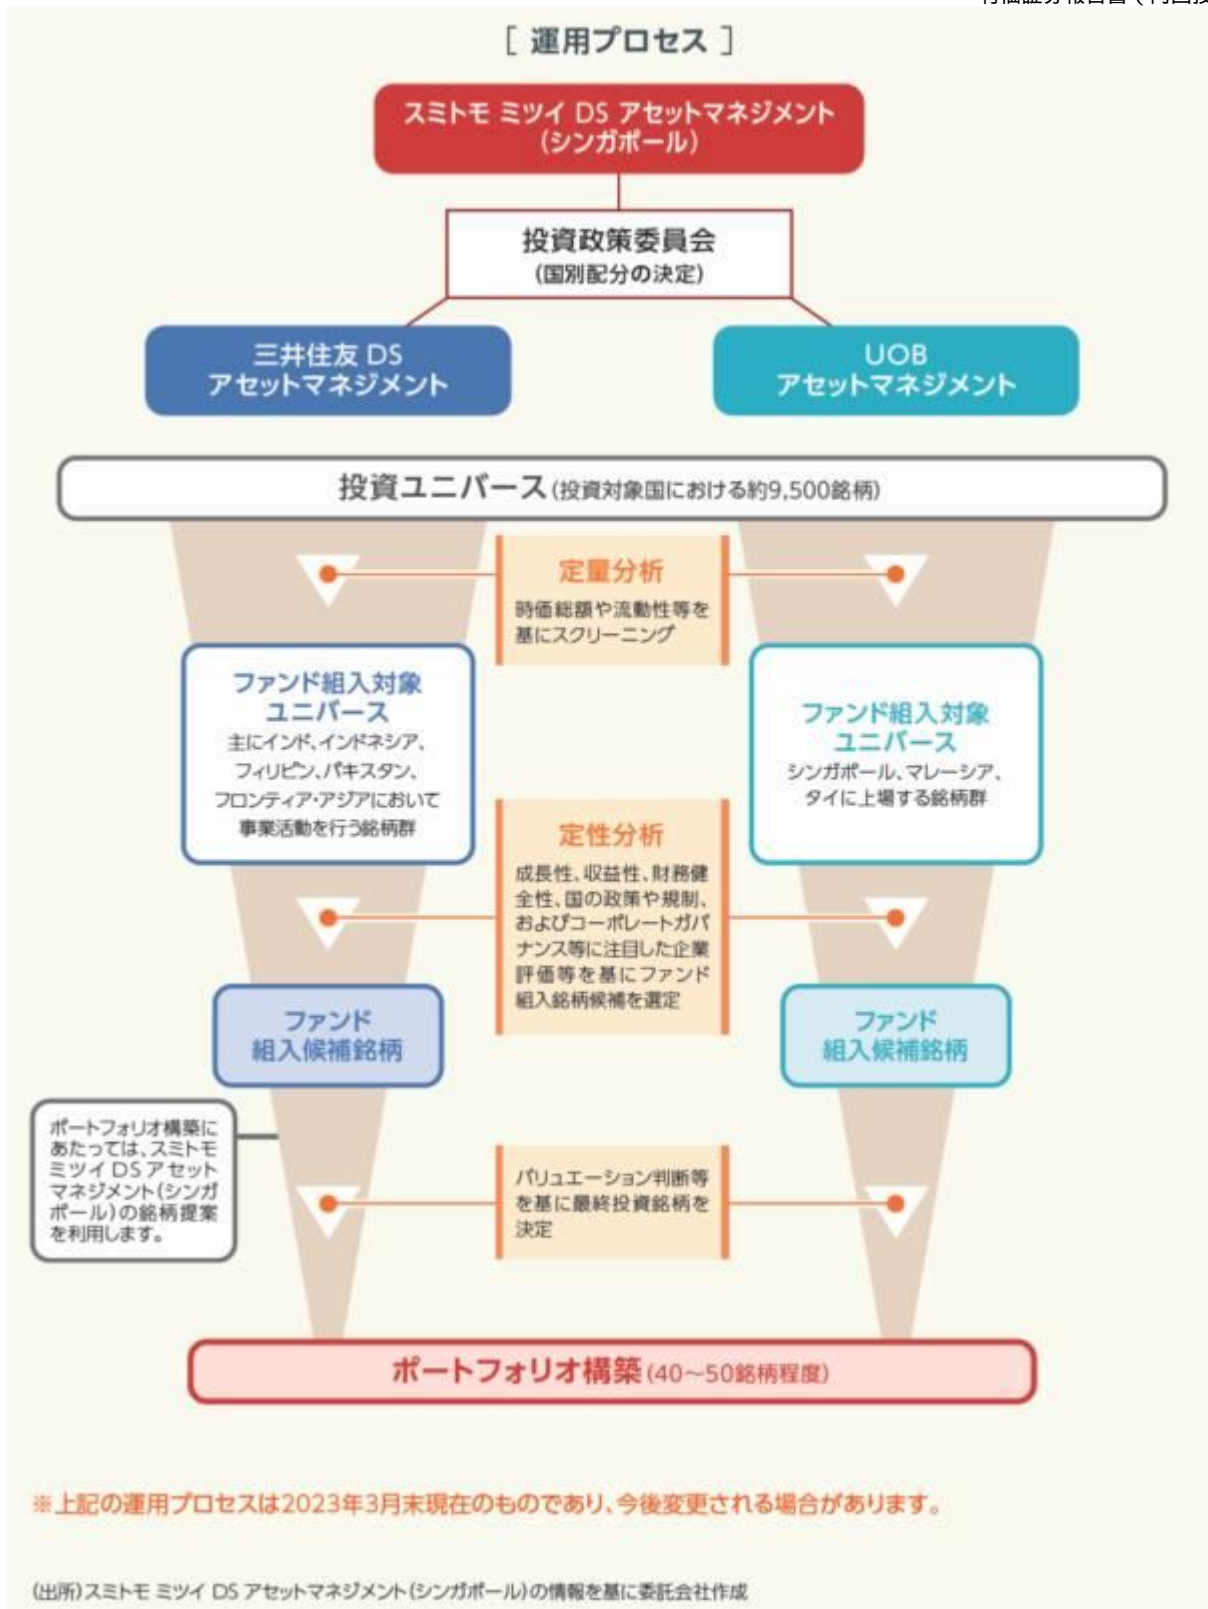 [ 運用プロセス ]
スミトモ ミツイ DS アセットマネジメント
(シンガポール)
投資政策委員会
(国別配分の決定)
三井住友 DS
アセットマネジメント
UOB
アセットマネジメント
投資ユニバース(投資対象国における約9,500銘柄)
定量分析
時価総額や流動性等を
基にスクリーニング
ファンド組入対象
ユニバース
主にインド、インドネシア、
フィリピン、パキスタン、
フロンティア・アジアにおいて
事業活動を行う銘柄群
ファンド組入対象
ユニバース
シンガポール、マレーシア、
タイに上場する銘柄群
定性分析
成長性、収益性、財務健
全性、国の政策や規制、
およびコーポレートガバ
ナンス等に注目した企業
評価等を基にファンド
組入銘柄候補を選定
ファンド
組入候補銘柄
ファンド
組入候補銘柄
ポートフォリオ構築に
あたっては、スミトモ
ミツイ DS アセット
マネジメント(シンガ
ポール)の銘柄提案
を利用します。
バリュエーション判断等
を基に最終投資銘柄を
決定
ポートフォリオ構築(40〜50銘柄程度)
※上記の運用プロセスは2023年3月末現在のものであり、今後変更される場合があります。
(出所)スミトモ ミツイ DS アセットマネジメント(シンガポール)の情報を基に委託会社作成